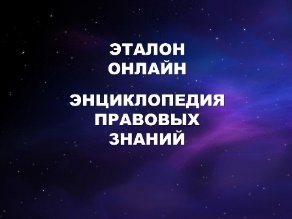 ЭТАЛОН
ОНЛАЙН
ЭНЦИКЛОПЕДИЯ
ПРАВОВЫХ
ЗНАНИЙ